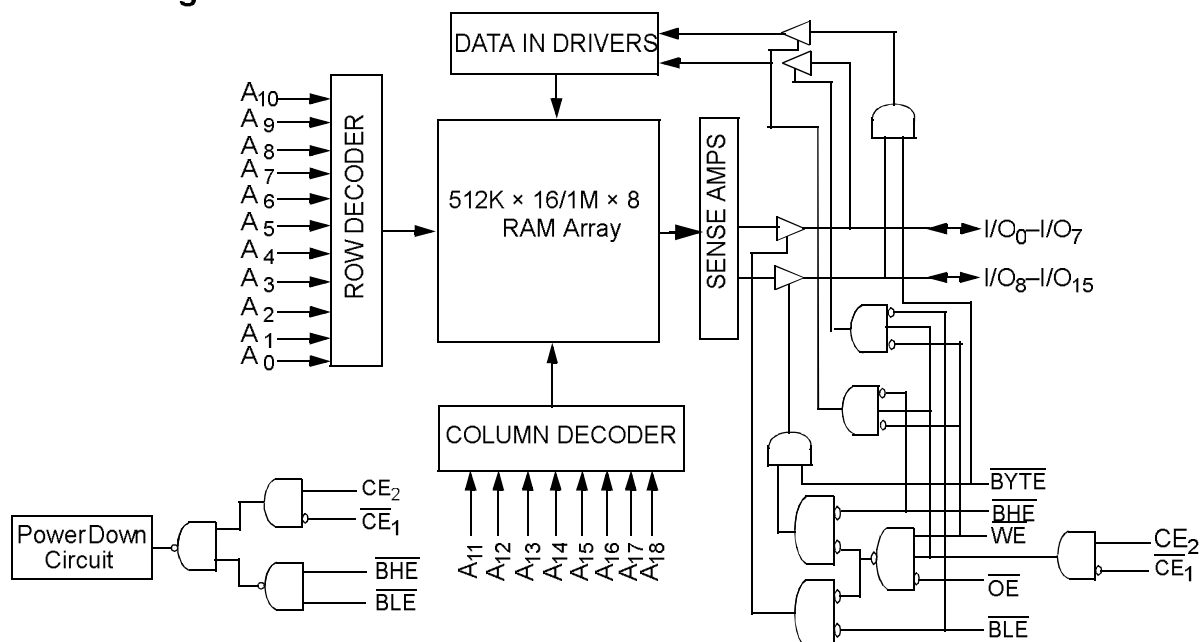 DATA IN DRIVERS
A10
A9
A8
A7
A6
A5
A4
A3
A2
A1
A0
ROW DECODER
512K × 16/1M × 8
RAM Array
SENSE AMPS
I/O0–I/O7
I/O8–I/O15
COLUMN DECODER
A11
A12
A13
A14
A15
A16
A17
A18
BYTE
BHE
WE
OE
BLE
CE2
CE1
PowerDown
Circuit
CE2
CE1
BHE
BLE